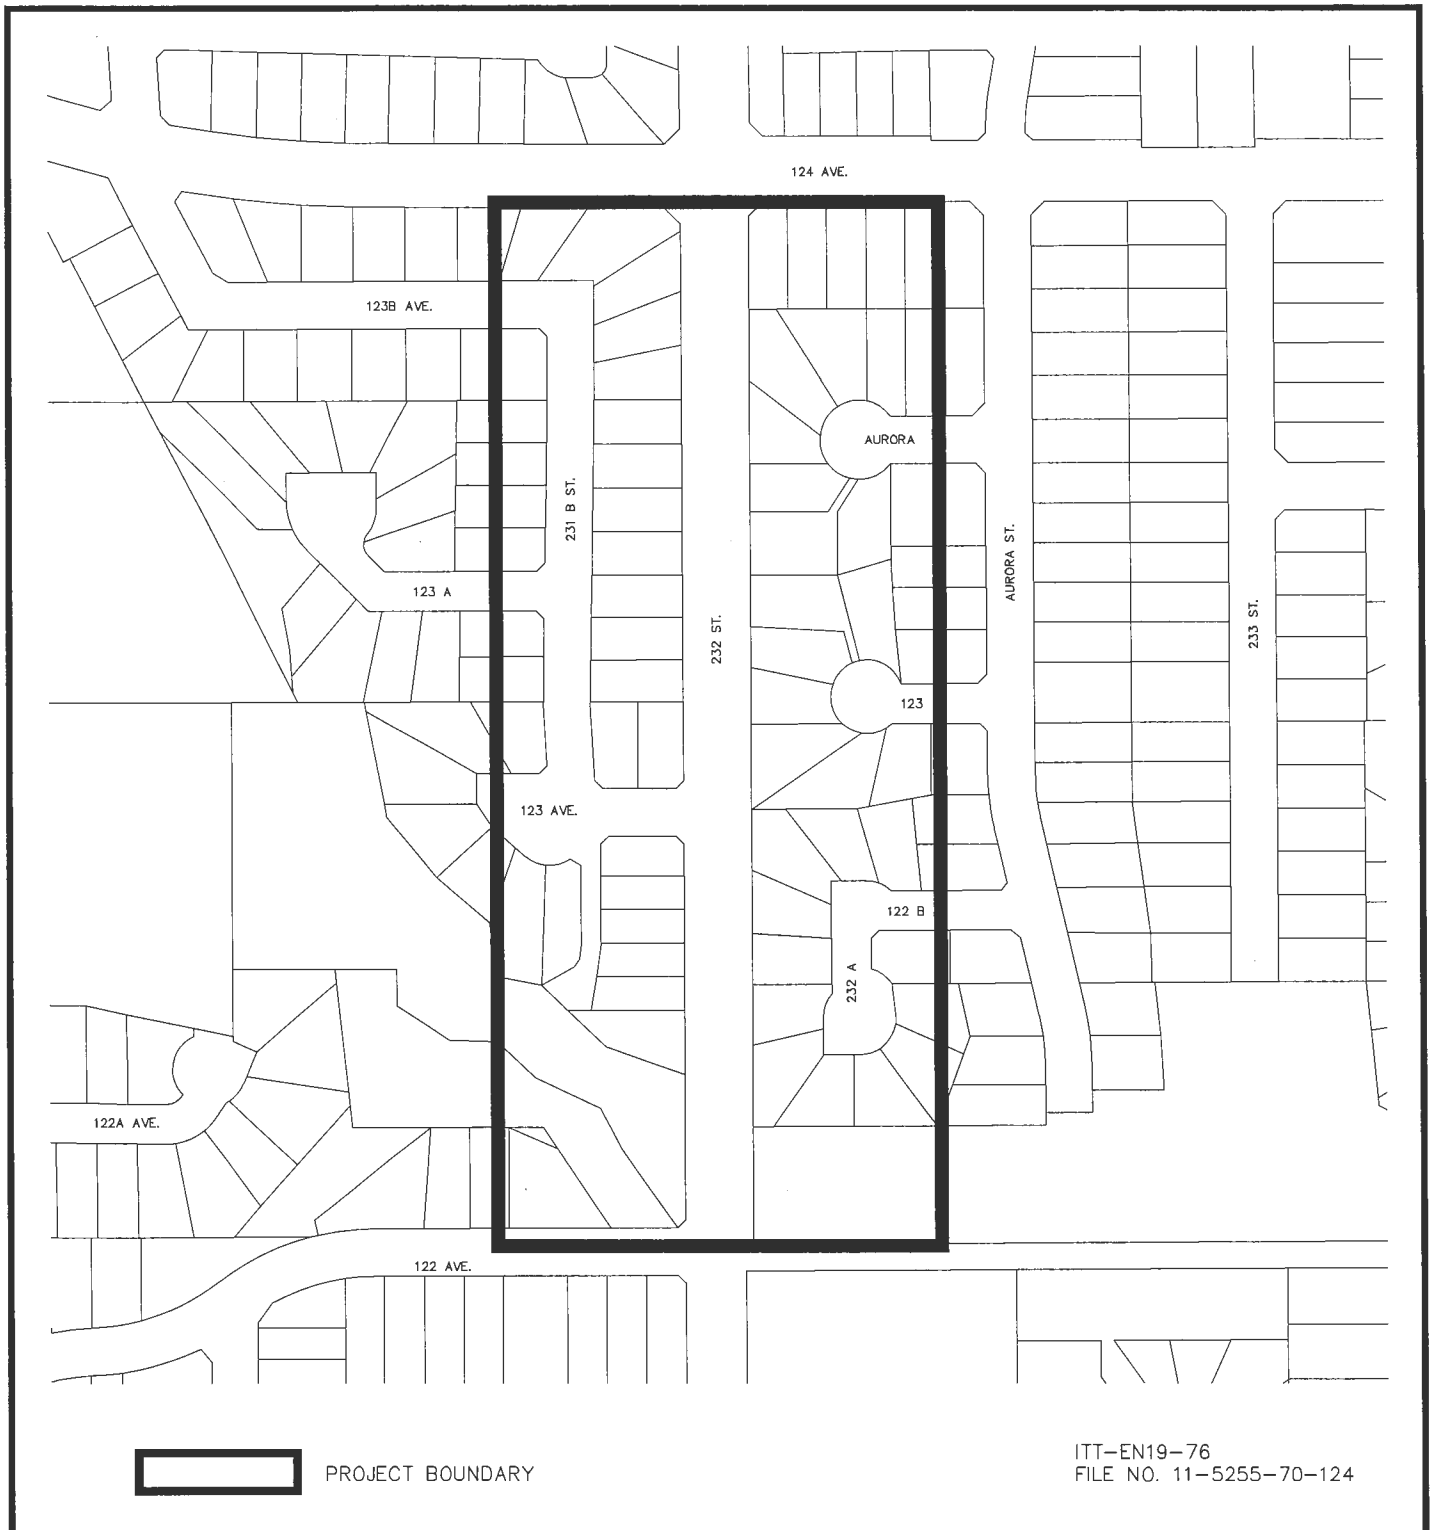 124 AVE.
123B AVE.
AURORA
231 B ST.
AURORA ST.
123 A
232 ST.
233 ST.
123
123 AVE.
122 B
232 A
122A AVE.
122 AVE.
PROJECT BOUNDARY
ITT-EN19-76
FILE NO. 11-5255-70-124